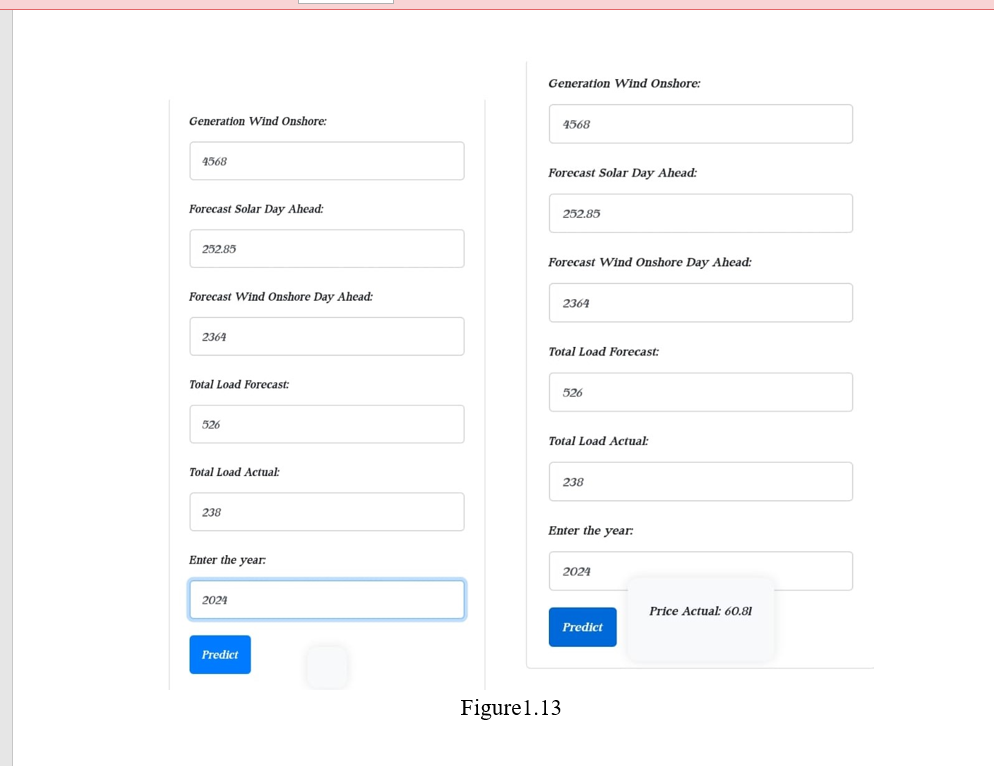 Generation Wind Onshore:
4568
Forecast Solar Day Ahead:
252.85
Forecast Wind Onshore Day Ahead:
2364
Total Load Forecast:
526
Total Load Actual:
238
Enter the year:
2024
Predict
Generation Wind Onshore:
4568
Forecast Solar Day Ahead:
252.85
Forecast Wind Onshore Day Ahead:
2364
Total Load Forecast:
526
Total Load Actual:
238
Enter the year:
2024
Price Actual: 60.81
Predict
Figure1.13